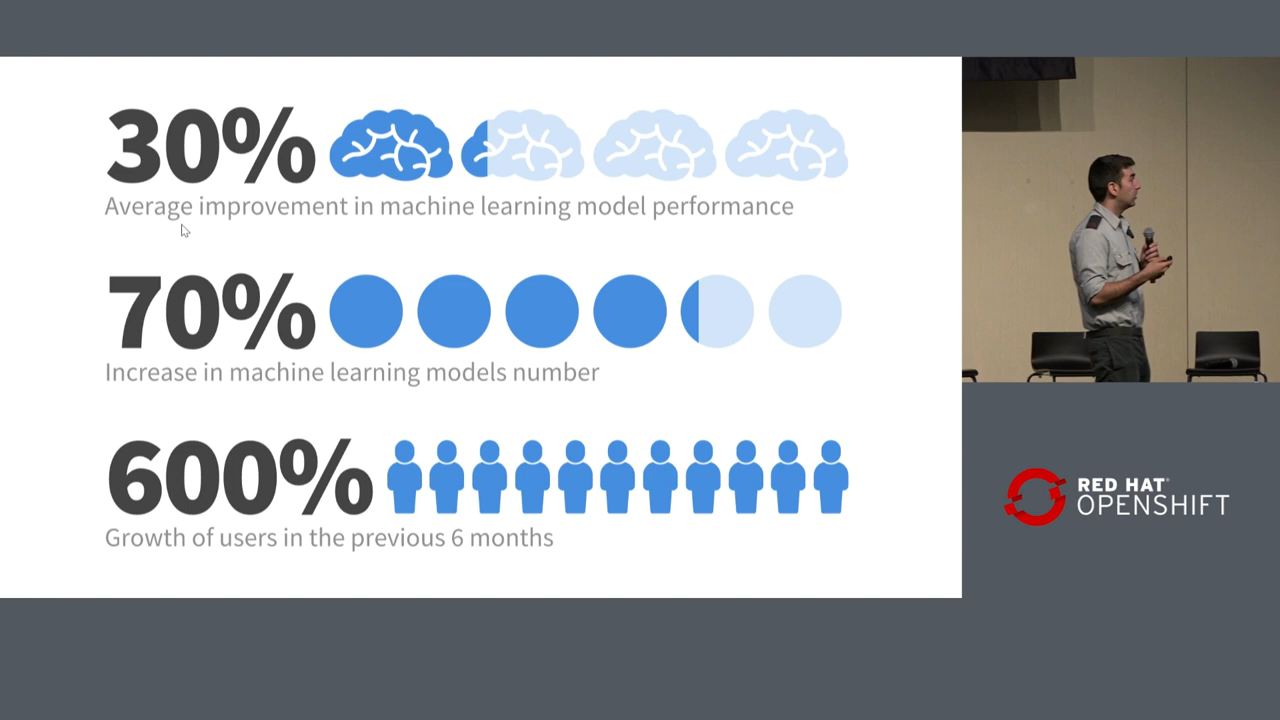 30%
Average improvement in machine learning model performance
70%
Increase in machine learning models number
600%
Growth of users in the previous 6 months
RED HAT®
OPENSHIFT